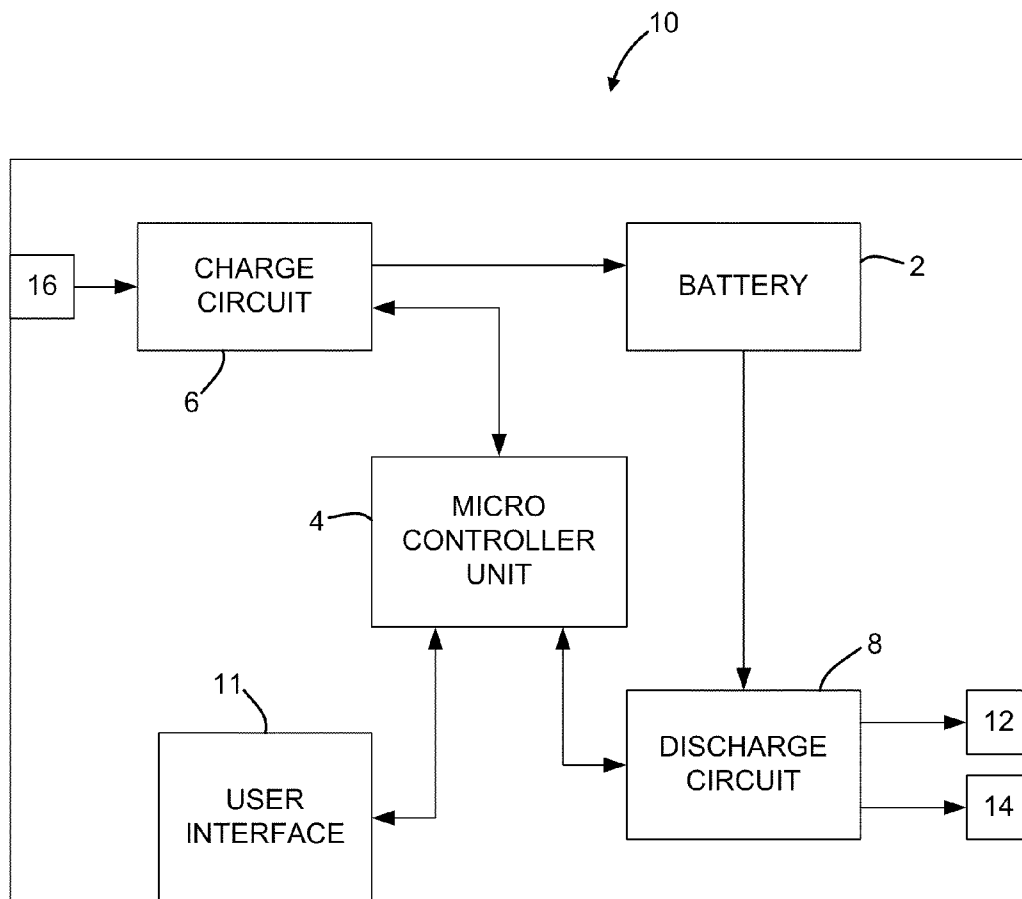 10
16
CHARGE
CIRCUIT
6
BATTERY
2
4
MICRO
CONTROLLER
UNIT
8
11
USER
INTERFACE
DISCHARGE
CIRCUIT
12
14